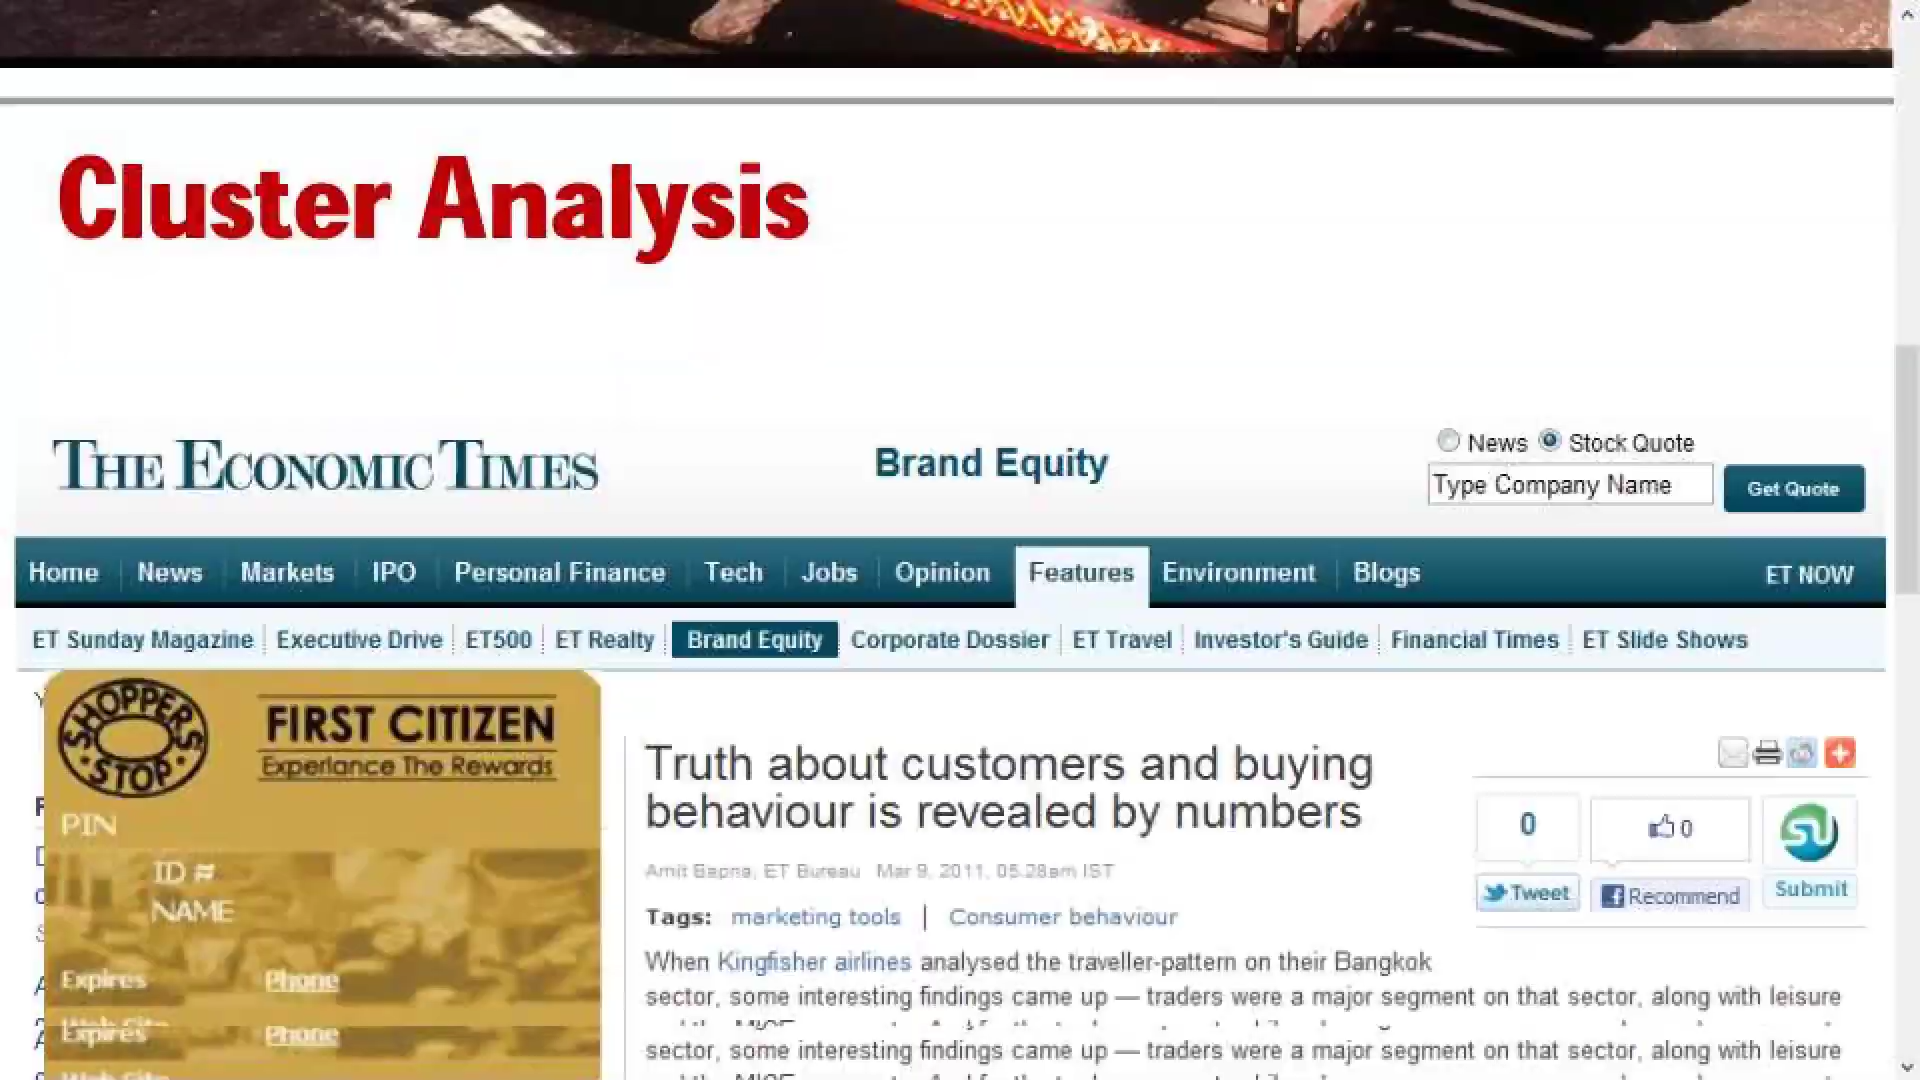 Cluster Analysis
THE ECONOMIC TIMES
Brand Equity
News Stock Quote
Type Company Name Get Quote
Home News Markets IPO Personal Finance Tech Jobs Opinion Features Environment Blogs ET NOW
ET Sunday Magazine Executive Drive ET500 ET Realty Brand Equity Corporate Dossier ET Travel Investor's Guide Financial Times ET Slide Shows
SHOPPERS STOP
FIRST CITIZEN
Experiance The Rewards
PIN
ID #
NAME
Expires Phone
Expires Phone
Truth about customers and buying
behaviour is revealed by numbers
Amit Bapna, ET Bureau Mar 9, 2011, 05.28am IST
Tags: marketing tools | Consumer behaviour
0
0
Tweet
Recommend
Submit
When Kingfisher airlines analysed the traveller-pattern on their Bangkok
sector, some interesting findings came up — traders were a major segment on that sector, along with leisure
sector, some interesting findings came up — traders were a major segment on that sector, along with leisure